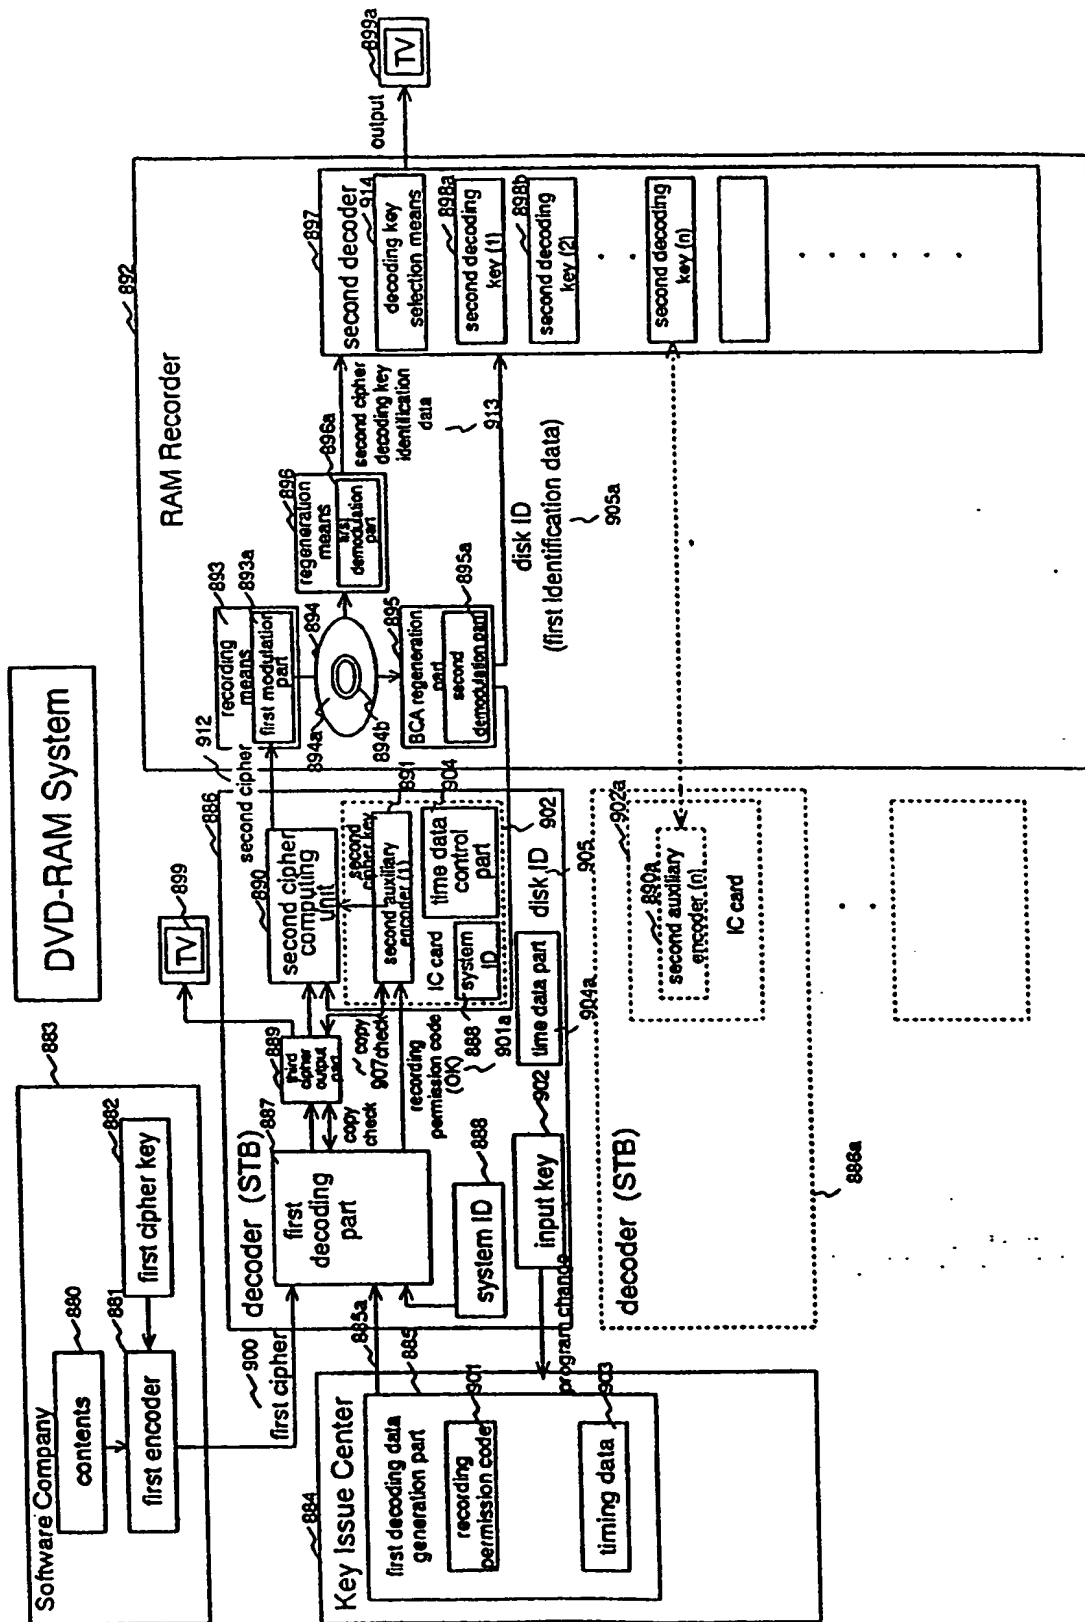 DVD-RAM System
Software Company
883
contents
880
first encoder
881
first cipher key
882
900
first cipher
Key Issue Center
884
first decoding data
generation part
885
885a
recording
permission code
901
timing data
903
program change
decoder (STB)
886
first
decoding
part
887
system ID
888
input key
902
copy
check
third
cipher
output
part
889
TV
899
copy
907
check
recording
permission code
(OK)
901a
second cipher
computing
unit
890
second
cipher key
second auxiliary
encoder (1)
891
IC card
system
ID
888
time data
control
part
904
902
time data part
904a
disk ID
905
second cipher
912
decoder (STB)
886a
second auxiliary
encoder (n)
890a
IC card
902a
RAM Recorder
892
recording
means
893
first modulation
part
893a
894
894a
894b
BCA regeneration
part
895
second
demodulation part
895a
regeneration
means
896
demodulation
part
896a
second cipher
decoding key
identification
data
913
disk ID
(first identification data)
905a
second decoder
897
decoding key
selection means
914
second decoding
key (1)
898a
second decoding
key (2)
898b
second decoding
key (n)
output
TV
899a